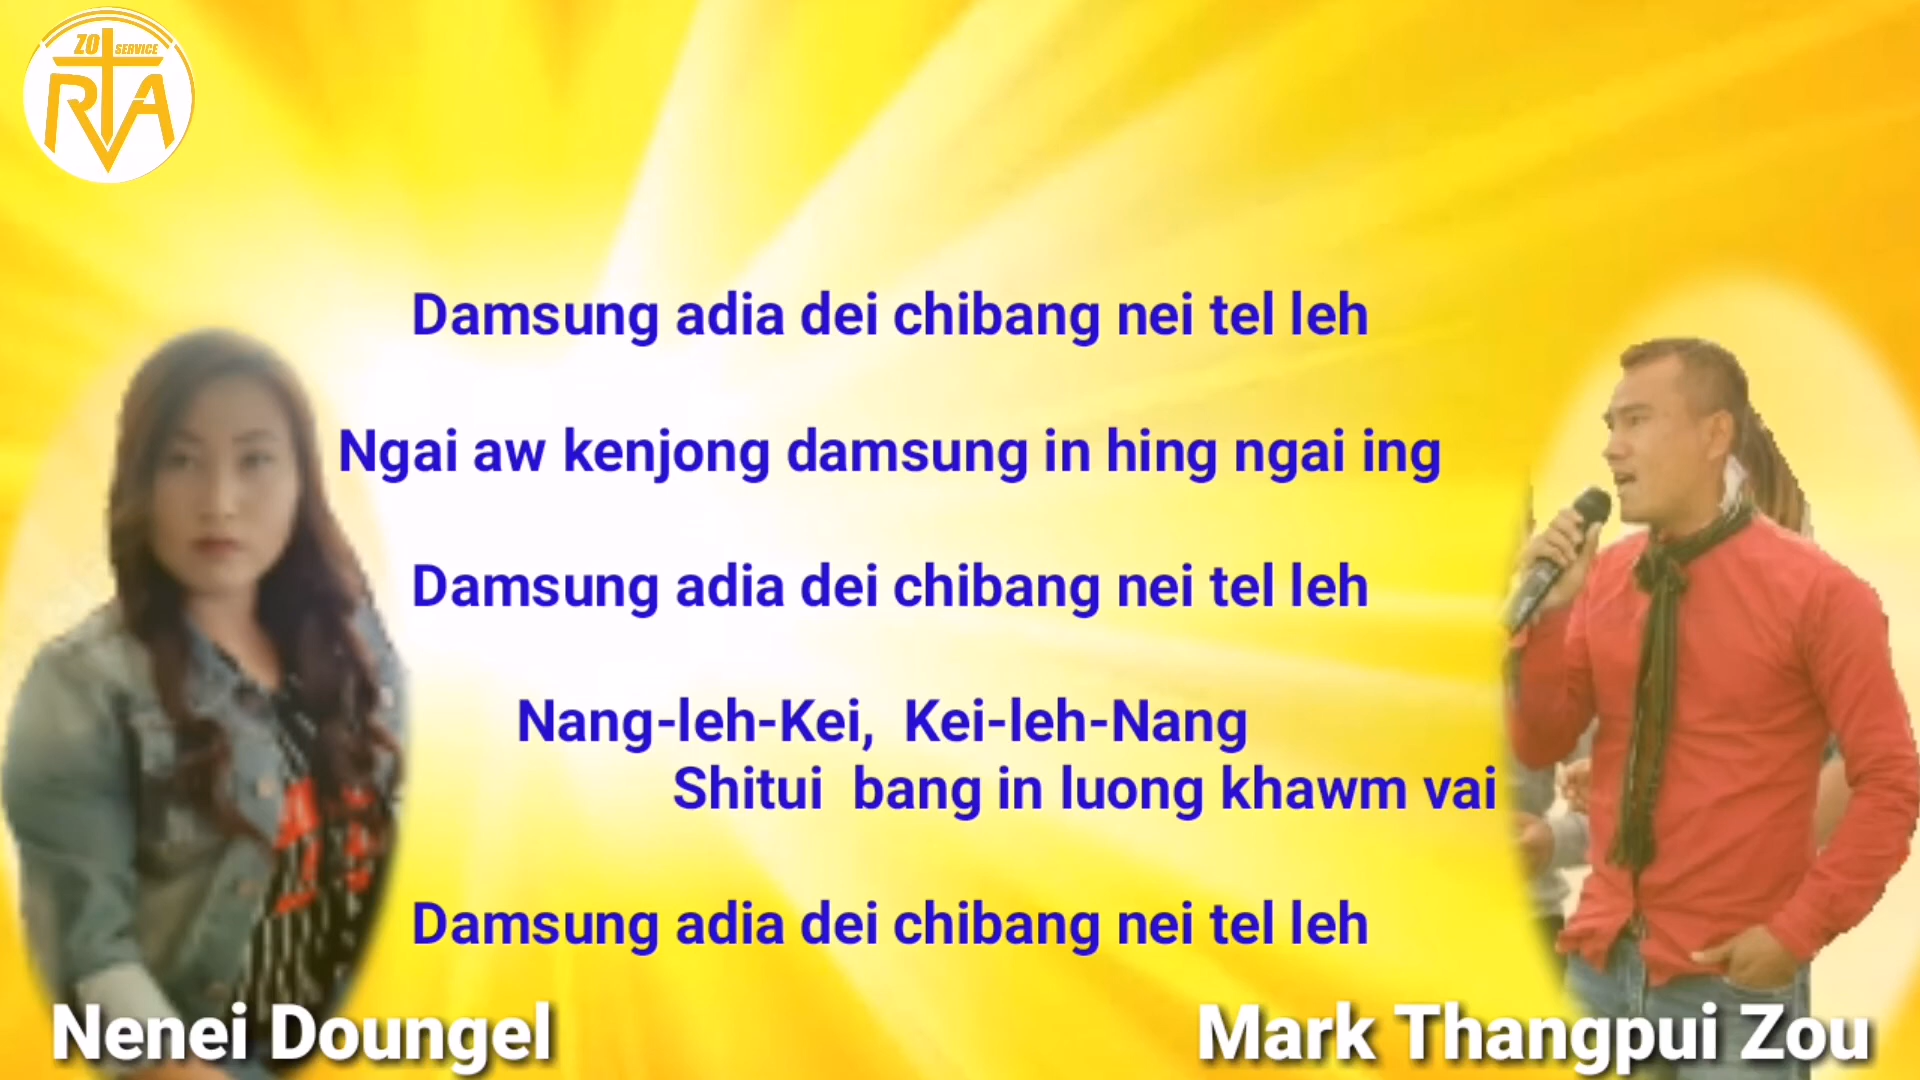 ZO SERVICE
RTA
Damsung adia dei chibang nei tel leh
Ngai aw kenjong damsung in hing ngai ing
Damsung adia dei chibang nei tel leh
Nang-leh-Kei, Kei-leh-Nang
Shitui bang in luong khawm vai
Damsung adia dei chibang nei tel leh
Nenei Doungel
Mark Thangpui Zou